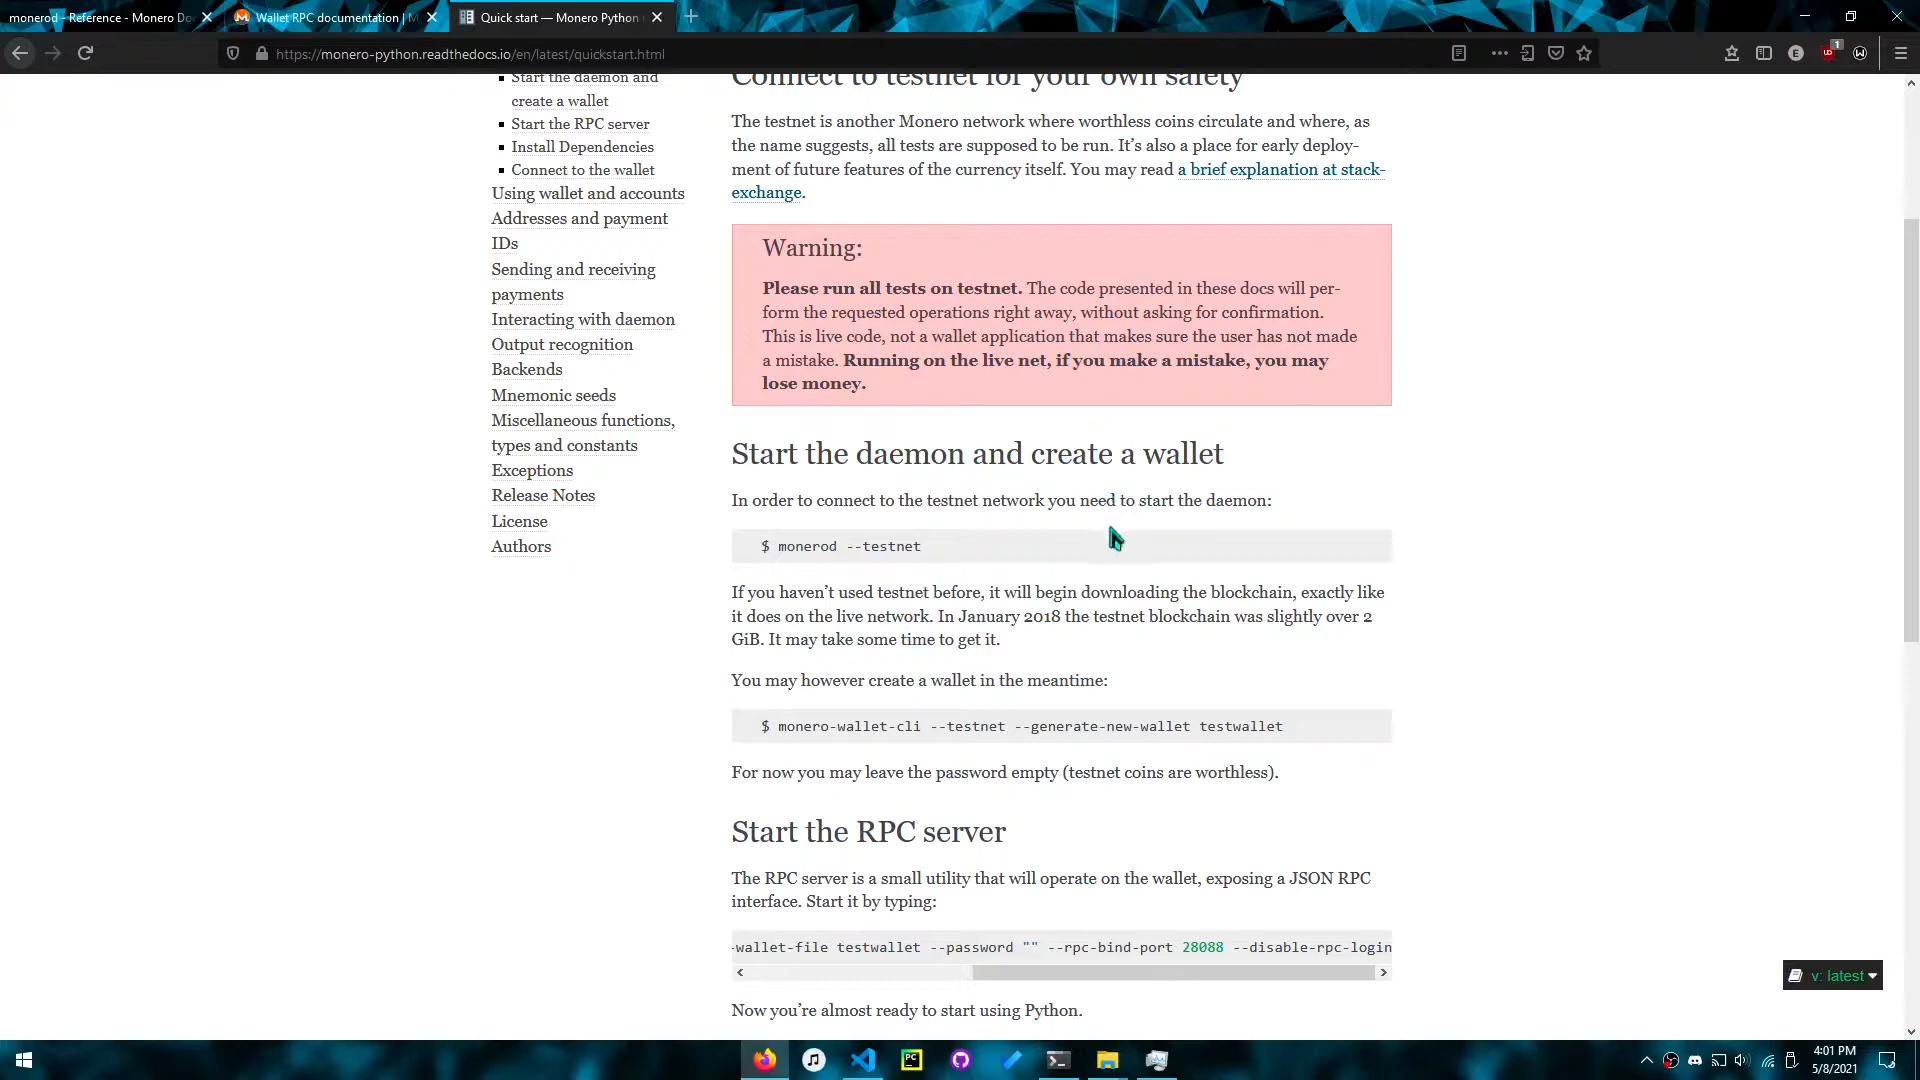 monerod - Reference - Monero Do
Wallet RPC documentation | M
Quick start — Monero Python
https://monero-python.readthedocs.io/en/latest/quickstart.html
1
Start the daemon and
create a wallet
Start the RPC server
Install Dependencies
Connect to the wallet
Using wallet and accounts
Addresses and payment
IDs
Sending and receiving
payments
Interacting with daemon
Output recognition
Backends
Mnemonic seeds
Miscellaneous functions,
types and constants
Exceptions
Release Notes
License
Authors
Connect to testnet for your own safety
The testnet is another Monero network where worthless coins circulate and where, as
the name suggests, all tests are supposed to be run. It’s also a place for early deploy-
ment of future features of the currency itself. You may read a brief explanation at stack-
exchange.
Warning:
Please run all tests on testnet. The code presented in these docs will per-
form the requested operations right away, without asking for confirmation.
This is live code, not a wallet application that makes sure the user has not made
a mistake. Running on the live net, if you make a mistake, you may
lose money.
Start the daemon and create a wallet
In order to connect to the testnet network you need to start the daemon:
$ monerod --testnet
If you haven’t used testnet before, it will begin downloading the blockchain, exactly like
it does on the live network. In January 2018 the testnet blockchain was slightly over 2
GiB. It may take some time to get it.
You may however create a wallet in the meantime:
$ monero-wallet-cli --testnet --generate-new-wallet testwallet
For now you may leave the password empty (testnet coins are worthless).
Start the RPC server
The RPC server is a small utility that will operate on the wallet, exposing a JSON RPC
interface. Start it by typing:
-wallet-file testwallet --password "" --rpc-bind-port 28088 --disable-rpc-login
Now you’re almost ready to start using Python.
v: latest
4:01 PM
5/8/2021